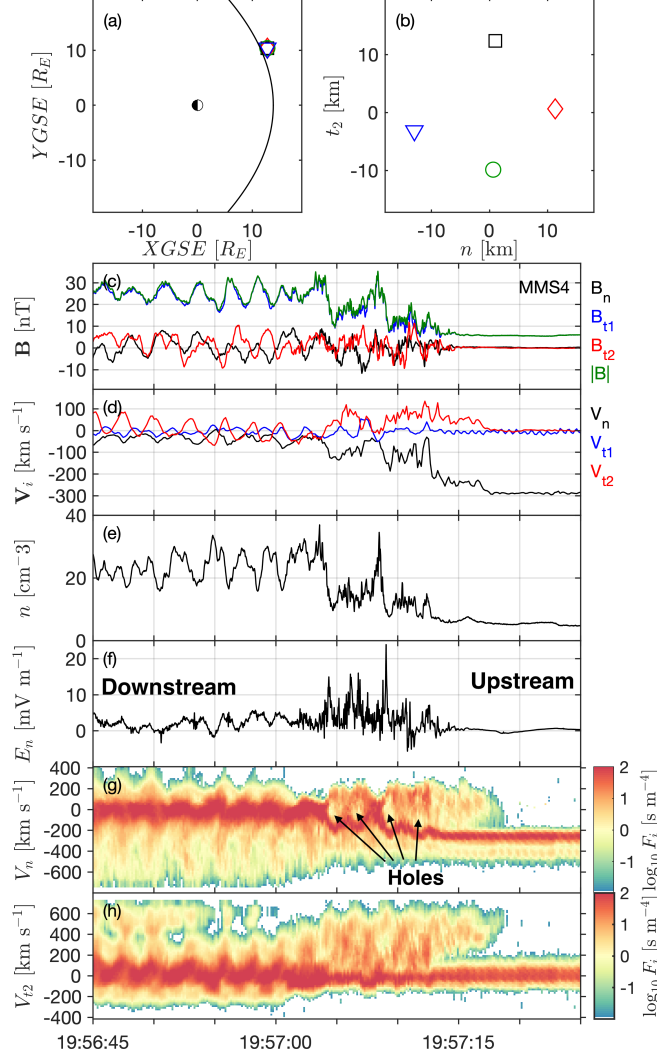 (a)
(b)
10
0
-10
YGSE [R_E]
-10
0
10
XGSE [R_E]
10
0
-10
t_2 [km]
-10
0
10
n [km]
(c)
MMS4
30
20
10
0
-10
B [nT]
B_n
B_t1
B_t2
|B|
(d)
100
0
-100
-200
-300
V_i [km s^−1]
V_n
V_t1
V_t2
(e)
40
20
0
n [cm^−3]
(f)
20
10
0
E_n [mV m^−1]
Downstream
Upstream
(g)
400
200
0
-200
-400
-600
V_n [km s^−1]
Holes
2
1
0
-1
log_10 F_i [s m^−4]
(h)
600
400
200
0
-200
-400
V_t2 [km s^−1]
2
1
0
-1
log_10 F_i [s m^−4]
19:56:45
19:57:00
19:57:15